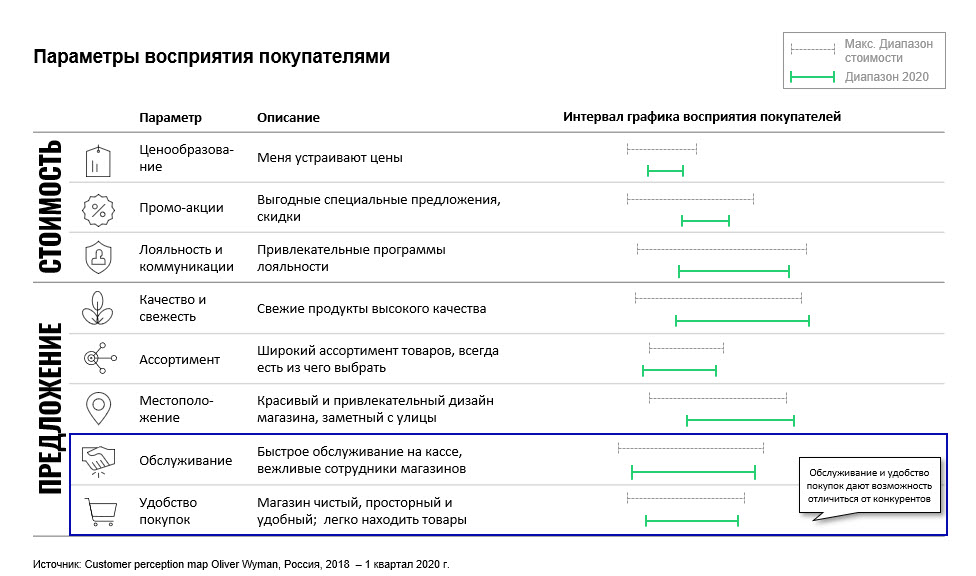 Параметры восприятия покупателями
Макс. Диапазон
стоимости
Диапазон 2020
Параметр
Описание
Интервал графика восприятия покупателей
СТОИМОСТЬ
Ценообразова-
ние
Меня устраивают цены
Промо-акции
Выгодные специальные предложения,
скидки
Лояльность и
коммуникации
Привлекательные программы
лояльности
ПРЕДЛОЖЕНИЕ
Качество и
свежесть
Свежие продукты высокого качества
Ассортимент
Широкий ассортимент товаров, всегда
есть из чего выбрать
Местополо-
жение
Красивый и привлекательный дизайн
магазина, заметный с улицы
Обслуживание
Быстрое обслуживание на кассе,
вежливые сотрудники магазинов
Удобство
покупок
Магазин чистый, просторный и
удобный; легко находить товары
Обслуживание и удобство
покупок дают возможность
отличиться от конкурентов
Источник: Customer perception map Oliver Wyman, Россия, 2018 – 1 квартал 2020 г.